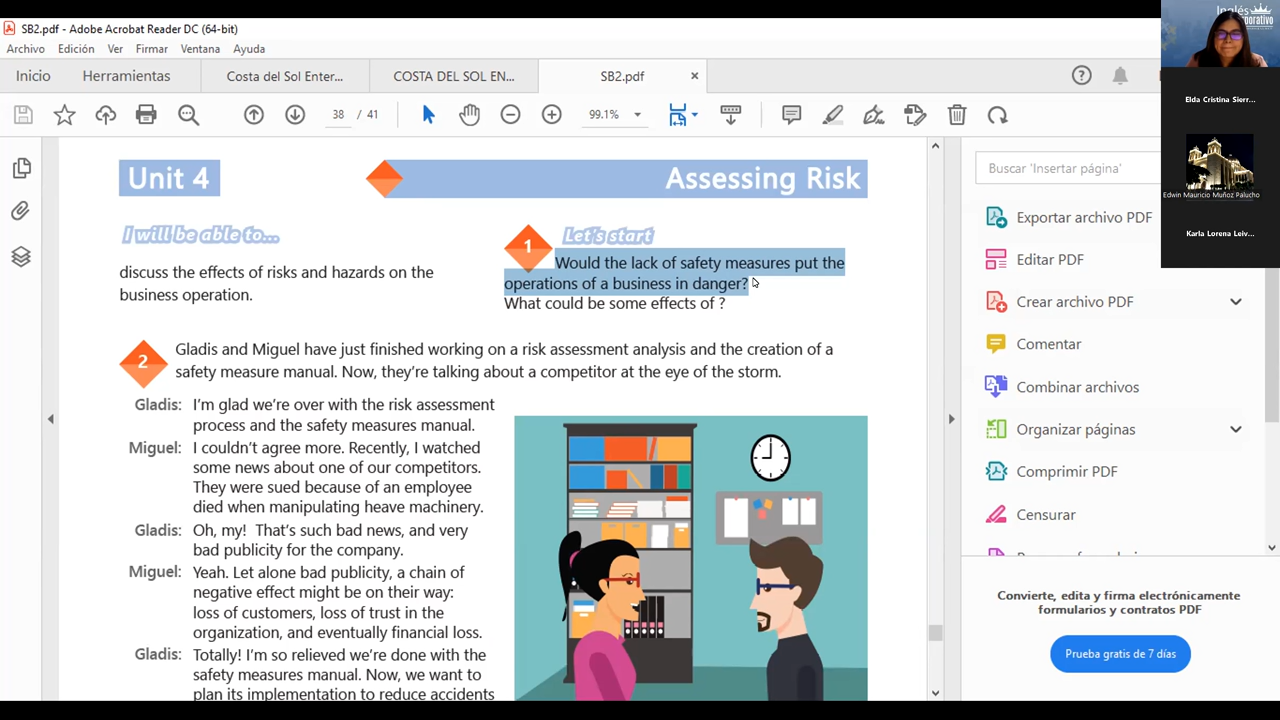 SB2.pdf - Adobe Acrobat Reader DC (64-bit)
Archivo Edición Ver Firmar Ventana Ayuda
Inicio Herramientas Costa del Sol Enter... COSTA DEL SOL EN... SB2.pdf ×
38 / 41 99.1%
Unit 4
Assessing Risk
I will be able to...
discuss the effects of risks and hazards on the
business operation.
1 Let's start
Would the lack of safety measures put the
operations of a business in danger?
What could be some effects of ?
2 Gladis and Miguel have just finished working on a risk assessment analysis and the creation of a
safety measure manual. Now, they're talking about a competitor at the eye of the storm.
Gladis: I'm glad we're over with the risk assessment
process and the safety measures manual.
Miguel: I couldn't agree more. Recently, I watched
some news about one of our competitors.
They were sued because of an employee
died when manipulating heave machinery.
Gladis: Oh, my! That's such bad news, and very
bad publicity for the company.
Miguel: Yeah. Let alone bad publicity, a chain of
negative effect might be on their way:
loss of customers, loss of trust in the
organization, and eventually financial loss.
Gladis: Totally! I'm so relieved we're done with the
safety measures manual. Now, we want to
plan its implementation to reduce accidents
Buscar 'Insertar página'
Exportar archivo PDF
Editar PDF
Crear archivo PDF
Comentar
Combinar archivos
Organizar páginas
Comprimir PDF
Censurar
Convierte, edita y firma electrónicamente
formularios y contratos PDF
Prueba gratis de 7 días
Inglés
Elda Cristina Sierr...
Edwin Mauricio Muñoz Palucho
Karla Lorena Leiv...